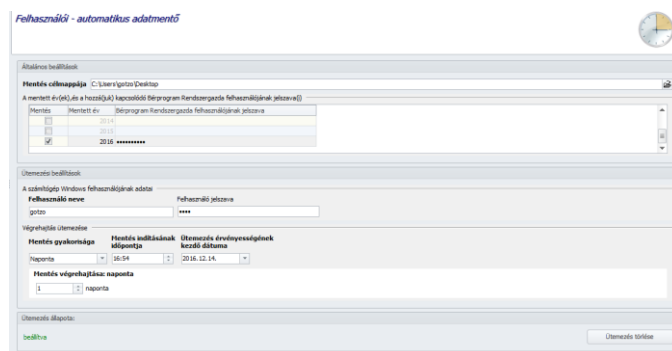 Felhasználói - automatikus adatmentő
Általános beállítások
Mentés célmappája C:\Users\gotzo\Desktop
A mentett év(ek),és a hozzá(juk) kapcsolódó Bérprogram Rendszergazda felhasználójának jelszava(i)
Mentés Mentett év Bérprogram Rendszergazda felhasználójának jelszava
2014
2015
2016 ••••••••••
Ütemezési beállítások
A számítógép Windows felhasználójának adatai
Felhasználó neve Felhasználó jelszava
gotzo ••••
Végrehajtás ütemezése
Mentés gyakorisága Mentés indításának időpontja Ütemezés érvényességének kezdő dátuma
Naponta 16:54 2016.12.14.
Mentés végrehajtása: naponta
1 naponta
Ütemezés állapota:
beállítva Ütemezés törlése